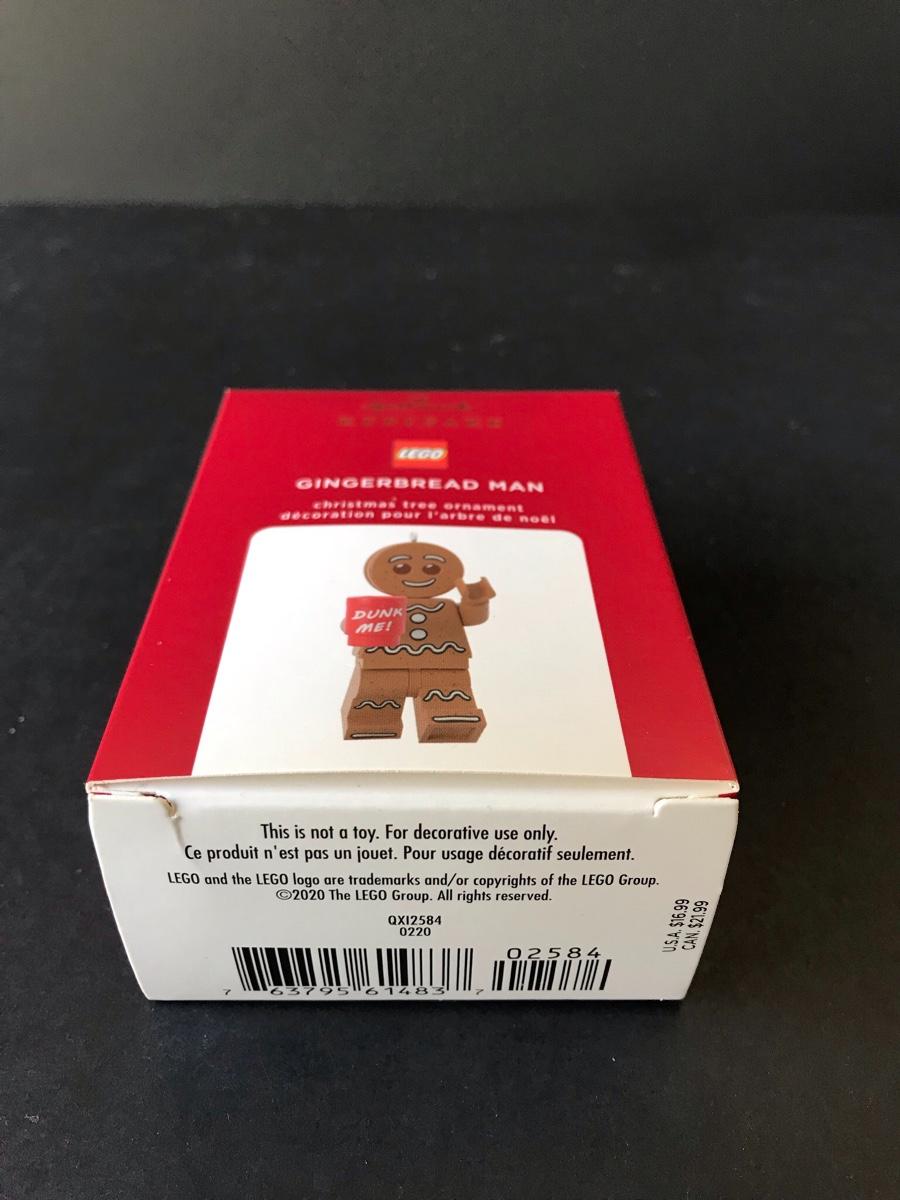 Hallmark
KEEPSAKE
LEGO
GINGERBREAD MAN
christmas tree ornament
décoration pour l'arbre de noël
DUNK
ME!
This is not a toy. For decorative use only.
Ce produit n'est pas un jouet. Pour usage décoratif seulement.
LEGO and the LEGO logo are trademarks and/or copyrights of the LEGO Group.
©2020 The LEGO Group. All rights reserved.
QXI2584
0220
U.S.A. $16.99
CAN. $21.99
02584
7 63795 61483 7